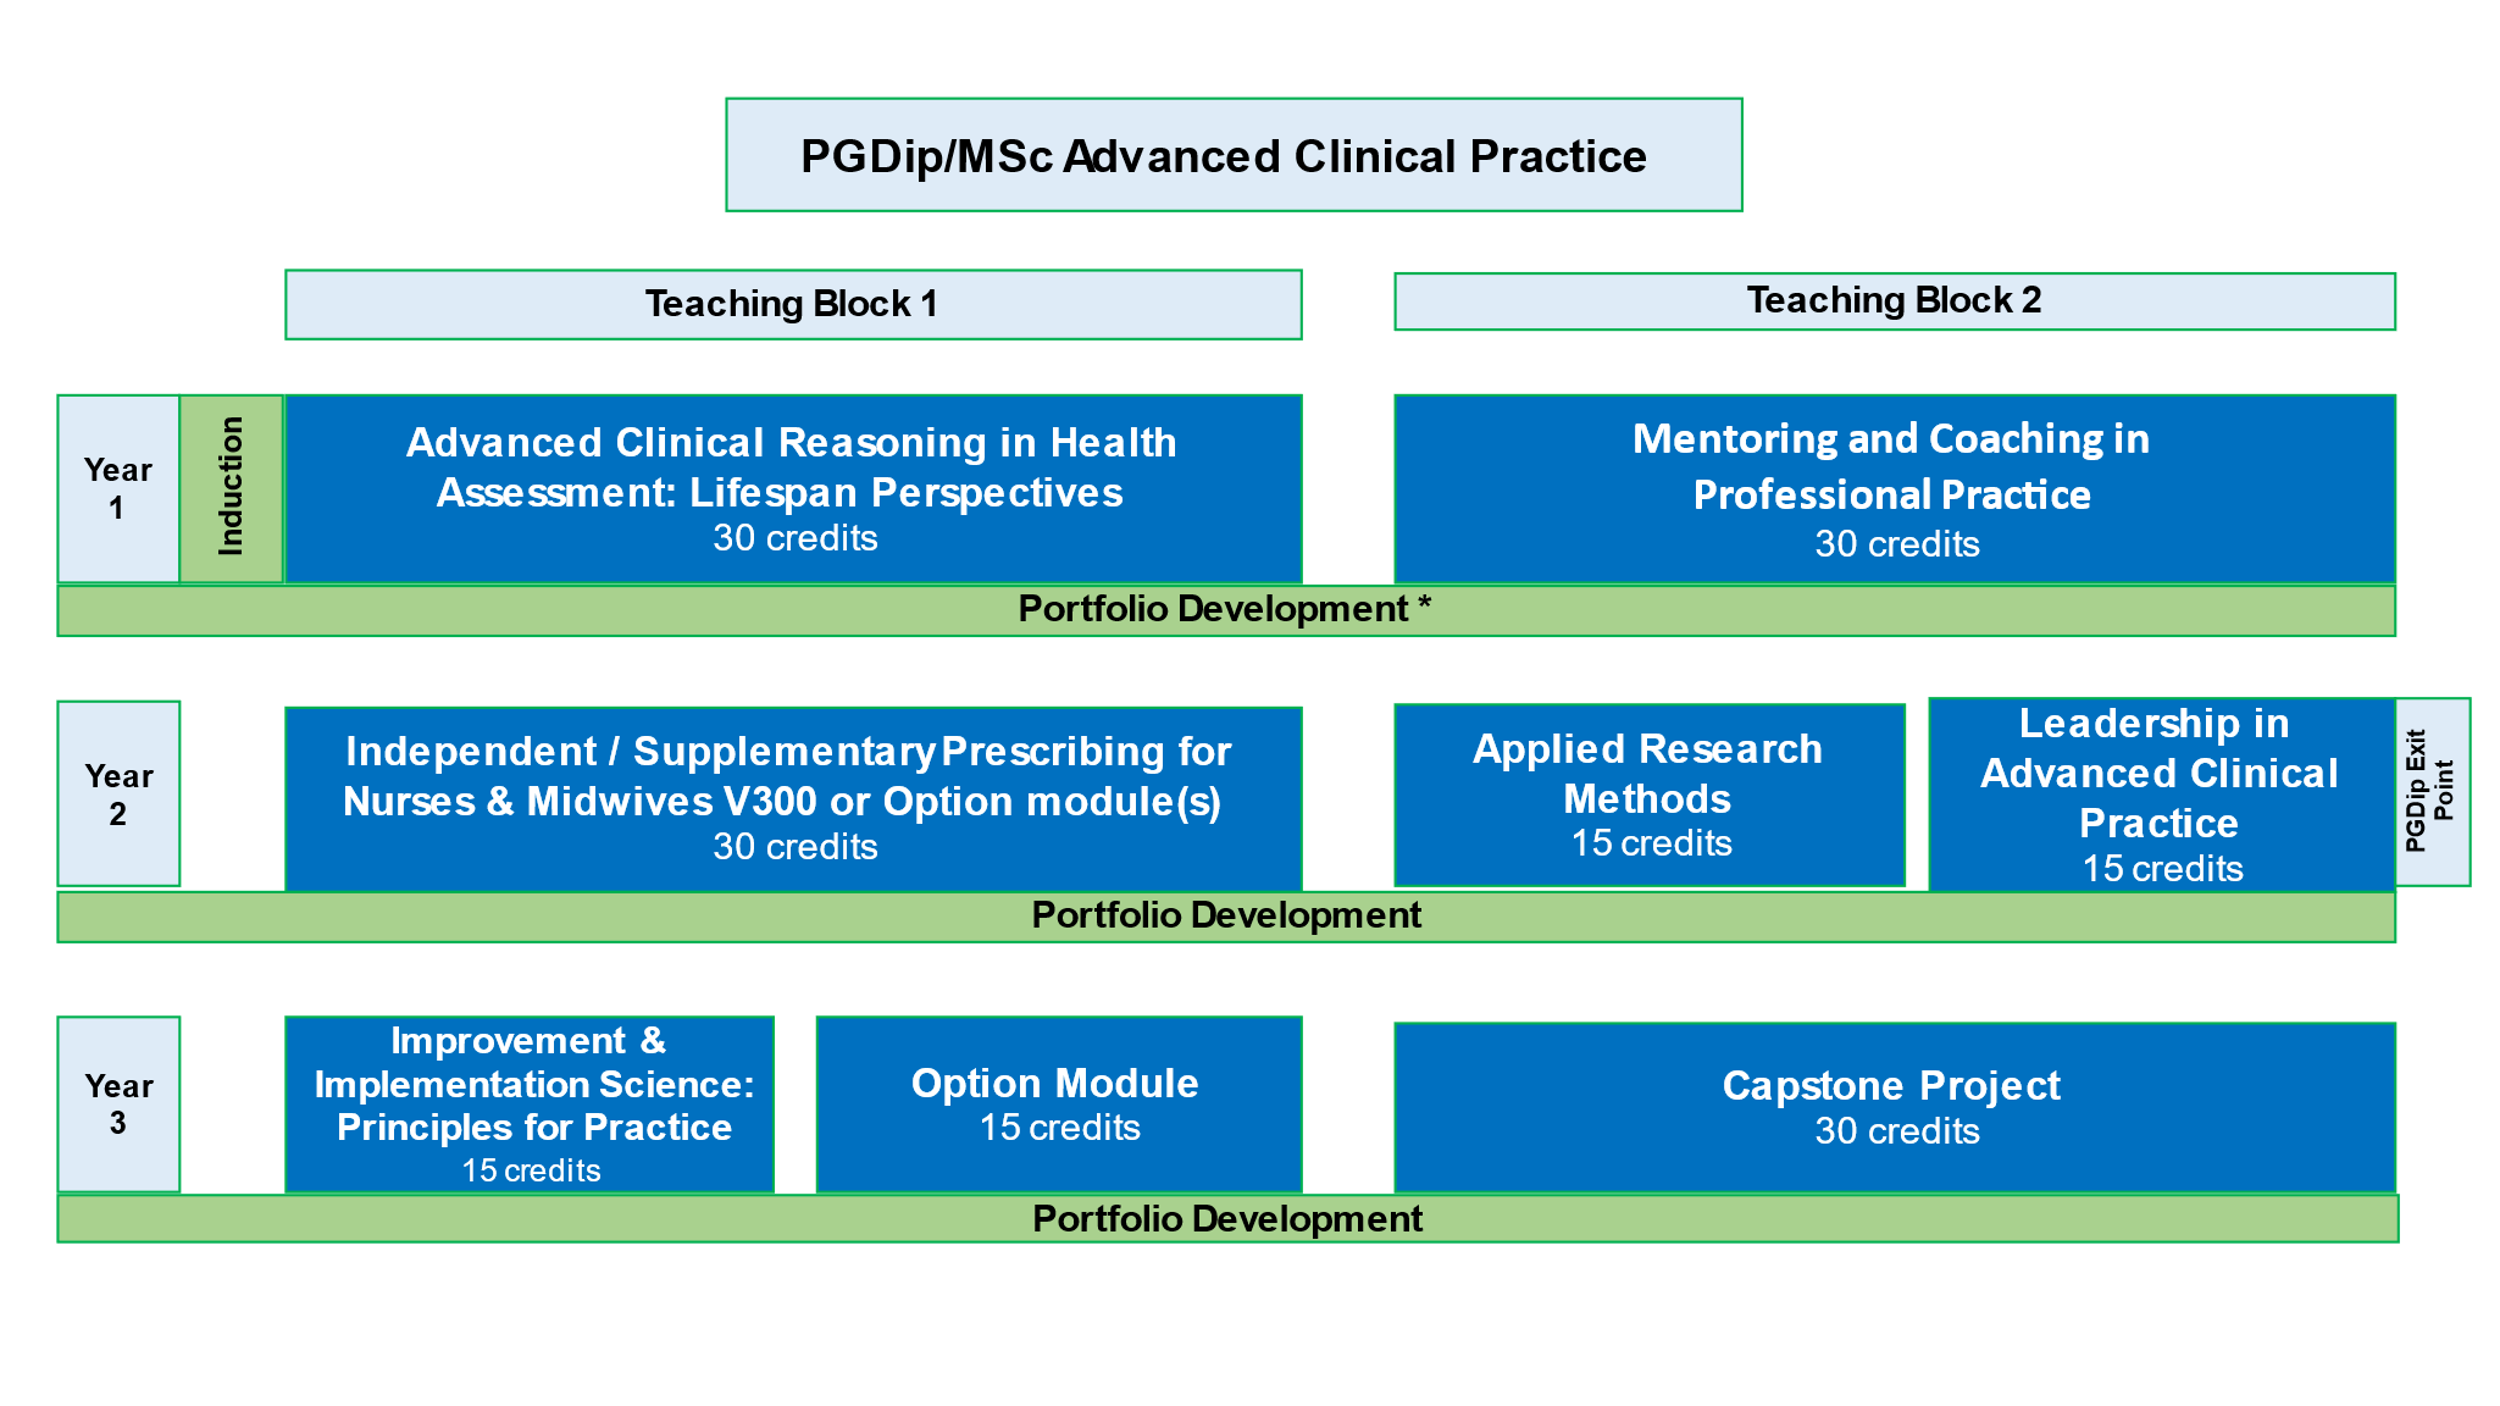 PGDip/MSc Advanced Clinical Practice
Teaching Block 1
Teaching Block 2
Year
1
Induction
Advanced Clinical Reasoning in Health
Assessment: Lifespan Perspectives
30 credits
Mentoring and Coaching in
Professional Practice
30 credits
Portfolio Development *
Year
2
Independent / Supplementary Prescribing for
Nurses & Midwives V300 or Option module(s)
30 credits
Applied Research
Methods
15 credits
Leadership in
Advanced Clinical
Practice
15 credits
PGDip Exit
Point
Portfolio Development
Year
3
Improvement &
Implementation Science:
Principles for Practice
15 credits
Option Module
15 credits
Capstone Project
30 credits
Portfolio Development